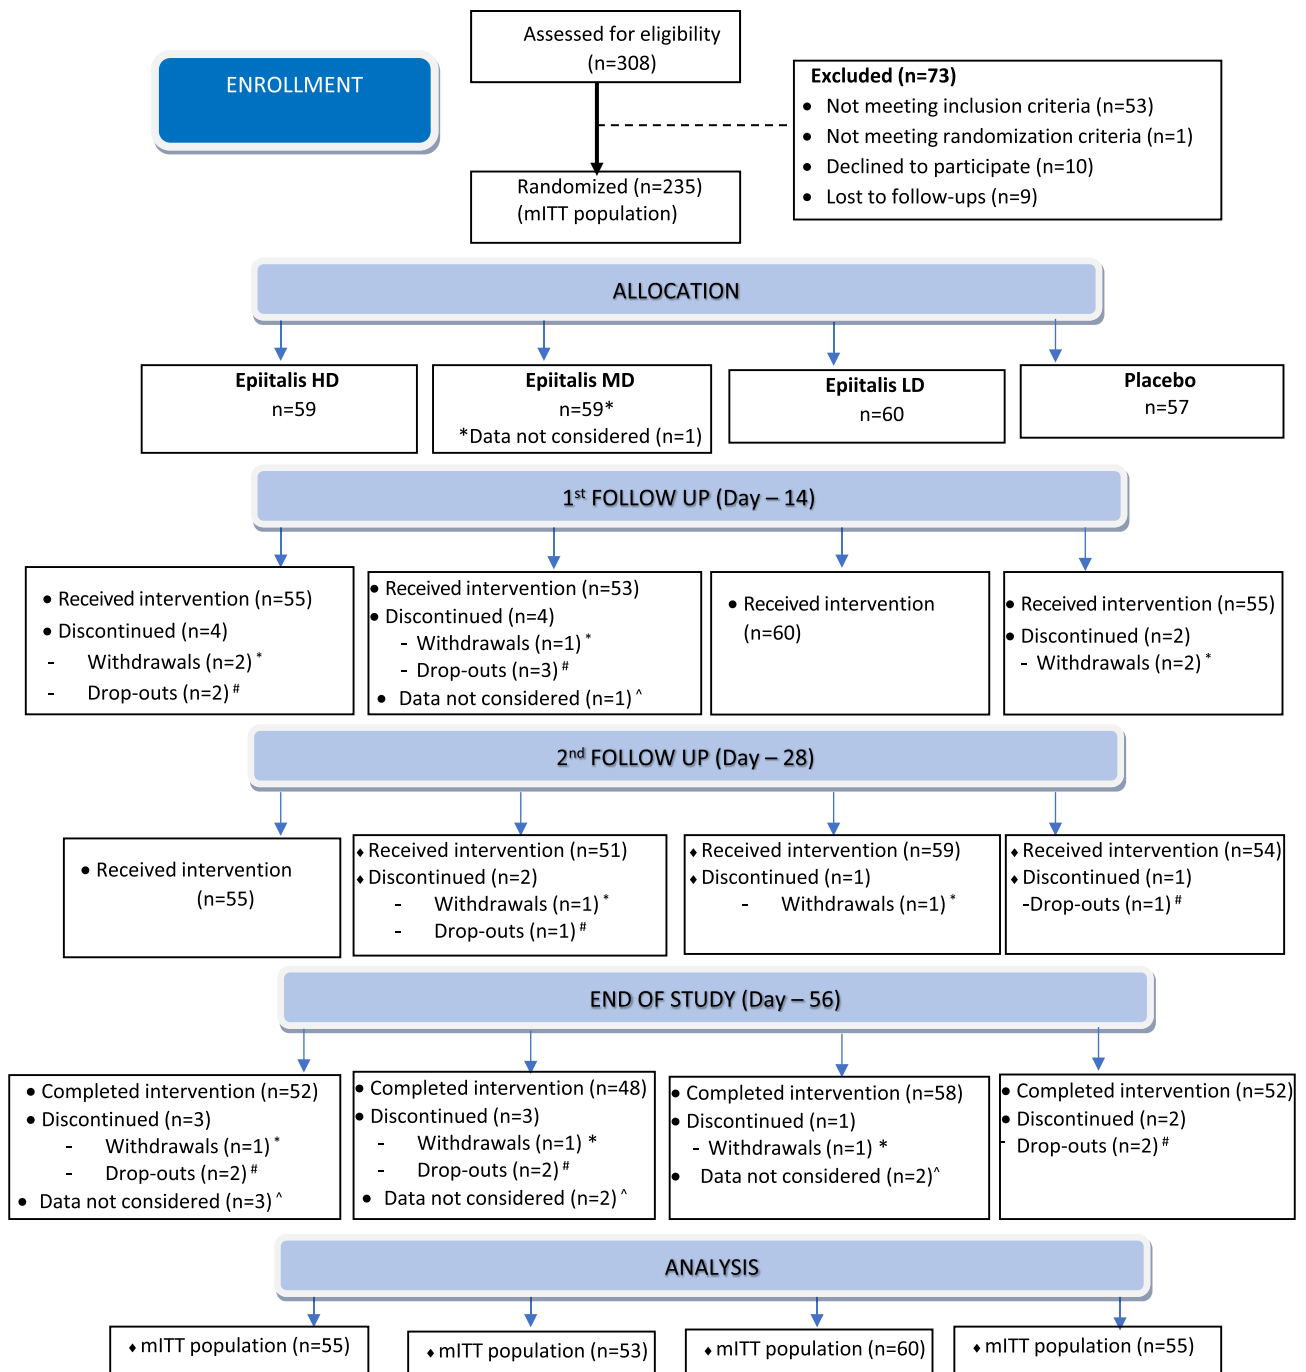 Assessed for eligibility
(n=308)
ENROLLMENT
Excluded (n=73)
• Not meeting inclusion criteria (n=53)
• Not meeting randomization criteria (n=1)
• Declined to participate (n=10)
• Lost to follow-ups (n=9)
Randomized (n=235)
(mITT population)
ALLOCATION
Epiitalis HD
n=59
Epiitalis MD
n=59*
*Data not considered (n=1)
Epiitalis LD
n=60
Placebo
n=57
1st FOLLOW UP (Day – 14)
• Received intervention (n=55)
• Discontinued (n=4)
- Withdrawals (n=2) *
- Drop-outs (n=2) #
• Received intervention (n=53)
• Discontinued (n=4)
- Withdrawals (n=1) *
- Drop-outs (n=3) #
• Data not considered (n=1) ^
• Received intervention
(n=60)
• Received intervention (n=55)
• Discontinued (n=2)
- Withdrawals (n=2) *
2nd FOLLOW UP (Day – 28)
• Received intervention
(n=55)
♦ Received intervention (n=51)
♦ Discontinued (n=2)
- Withdrawals (n=1) *
- Drop-outs (n=1) #
♦ Received intervention (n=59)
♦ Discontinued (n=1)
- Withdrawals (n=1) *
♦ Received intervention (n=54)
♦ Discontinued (n=1)
-Drop-outs (n=1) #
END OF STUDY (Day – 56)
• Completed intervention (n=52)
• Discontinued (n=3)
- Withdrawals (n=1) *
- Drop-outs (n=2) #
• Data not considered (n=3) ^
• Completed intervention (n=48)
• Discontinued (n=3)
- Withdrawals (n=1) *
- Drop-outs (n=2) #
• Data not considered (n=2) ^
• Completed intervention (n=58)
• Discontinued (n=1)
- Withdrawals (n=1) *
• Data not considered (n=2)^
• Completed intervention (n=52)
• Discontinued (n=2)
- Drop-outs (n=2) #
ANALYSIS
♦ mITT population (n=55)
♦ mITT population (n=53)
♦ mITT population (n=60)
♦ mITT population (n=55)